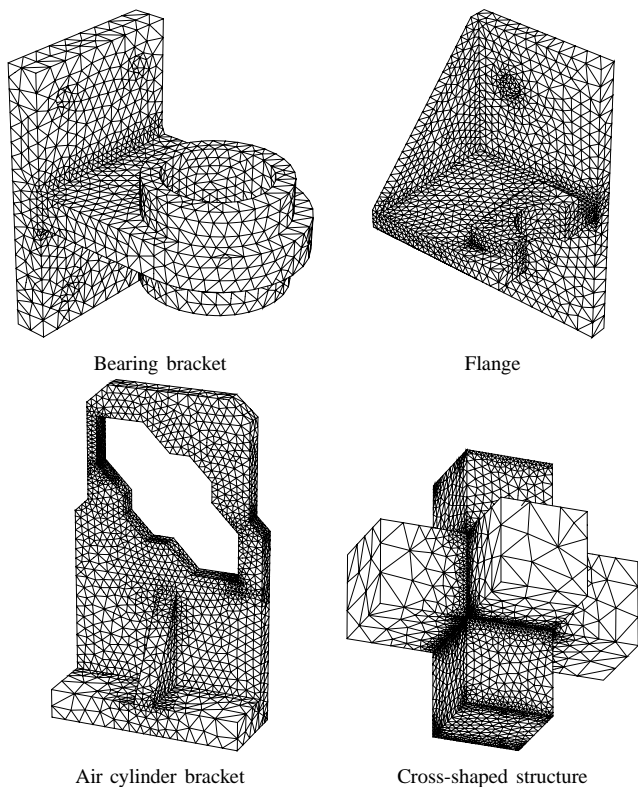 Bearing bracket
Flange
Air cylinder bracket
Cross-shaped structure